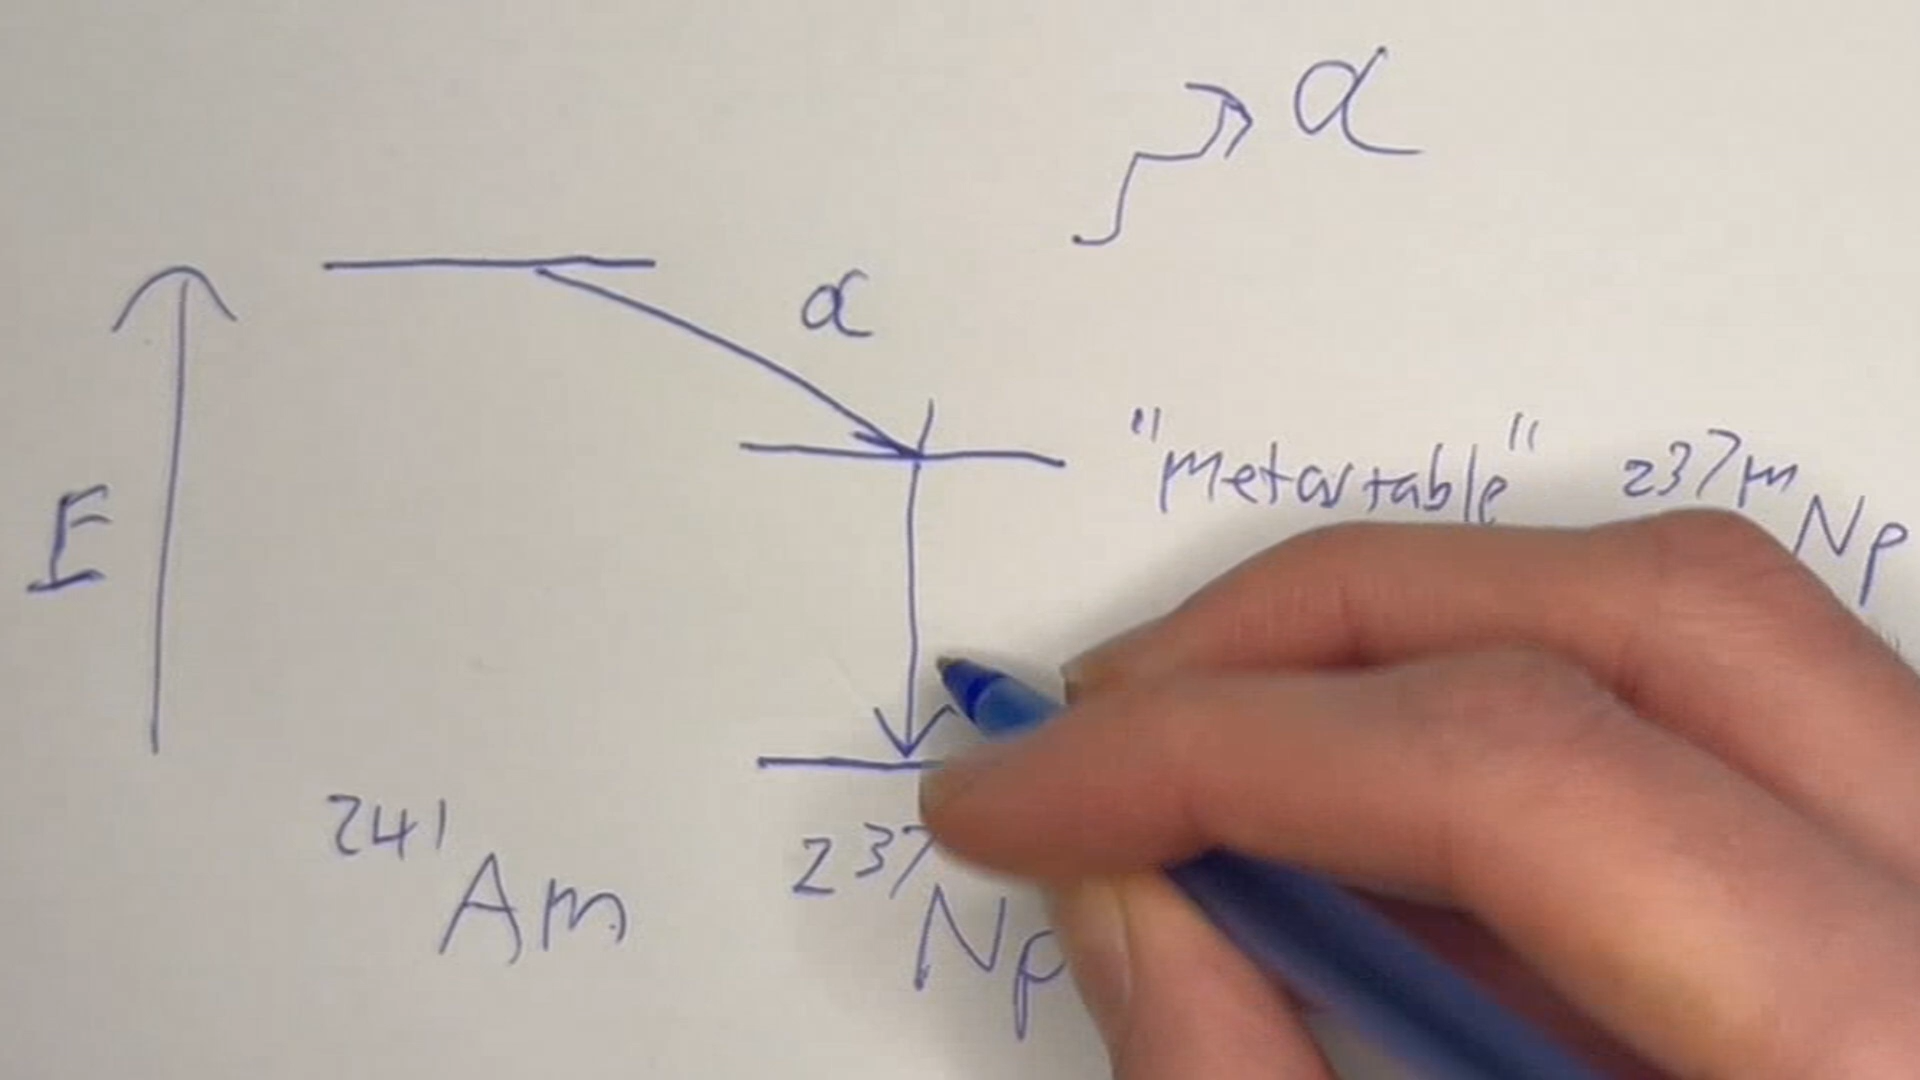 α
α
"metastable" 237m Np
E
241 Am
237 Np